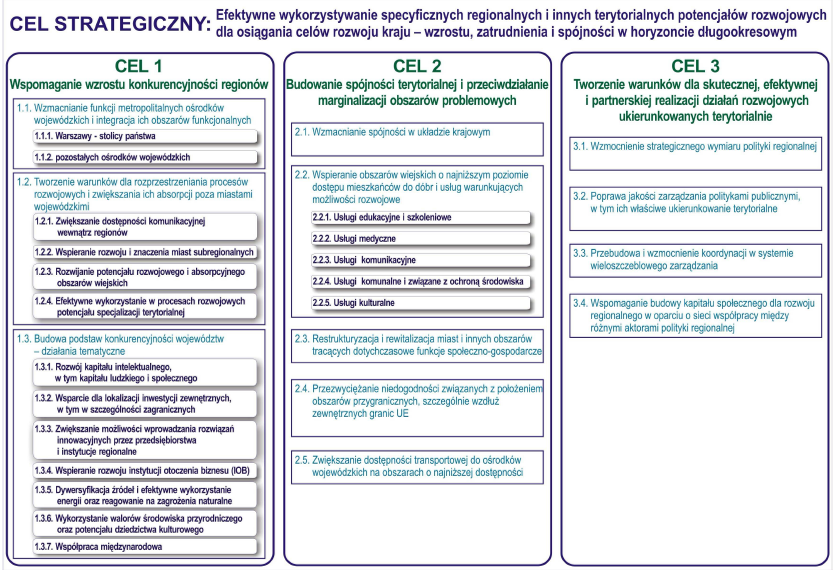 CEL STRATEGICZNY: Efektywne wykorzystywanie specyficznych regionalnych i innych terytorialnych potencjałów rozwojowych
dla osiągania celów rozwoju kraju – wzrostu, zatrudnienia i spójności w horyzoncie długookresowym
CEL 1
Wspomaganie wzrostu konkurencyjności regionów
1.1. Wzmacnianie funkcji metropolitalnych ośrodków
wojewódzkich i integracja ich obszarów funkcjonalnych
1.1.1. Warszawy - stolicy państwa
1.1.2. pozostałych ośrodków wojewódzkich
1.2. Tworzenie warunków dla rozprzestrzeniania procesów
rozwojowych i zwiększania ich absorpcji poza miastami
wojewódzkimi
1.2.1. Zwiększanie dostępności komunikacyjnej
wewnątrz regionów
1.2.2. Wspieranie rozwoju i znaczenia miast subregionalnych
1.2.3. Rozwijanie potencjału rozwojowego i absorpcyjnego
obszarów wiejskich
1.2.4. Efektywne wykorzystanie w procesach rozwojowych
potencjału specjalizacji terytorialnej
1.3. Budowa podstaw konkurencyjności województw
– działania tematyczne
1.3.1. Rozwój kapitału intelektualnego,
w tym kapitału ludzkiego i społecznego
1.3.2. Wsparcie dla lokalizacji inwestycji zewnętrznych,
w tym w szczególności zagranicznych
1.3.3. Zwiększanie możliwości wprowadzania rozwiązań
innowacyjnych przez przedsiębiorstwa
i instytucje regionalne
1.3.4. Wspieranie rozwoju instytucji otoczenia biznesu (IOB)
1.3.5. Dywersyfikacja źródeł i efektywne wykorzystanie
energii oraz reagowanie na zagrożenia naturalne
1.3.6. Wykorzystanie walorów środowiska przyrodniczego
oraz potencjału dziedzictwa kulturowego
1.3.7. Współpraca międzynarodowa
CEL 2
Budowanie spójności terytorialnej i przeciwdziałanie
marginalizacji obszarów problemowych
2.1. Wzmacnianie spójności w układzie krajowym
2.2. Wspieranie obszarów wiejskich o najniższym poziomie
dostępu mieszkańców do dóbr i usług warunkujących
możliwości rozwojowe
2.2.1. Usługi edukacyjne i szkoleniowe
2.2.2. Usługi medyczne
2.2.3. Usługi komunikacyjne
2.2.4. Usługi komunalne i związane z ochroną środowiska
2.2.5. Usługi kulturalne
2.3. Restrukturyzacja i rewitalizacja miast i innych obszarów
tracących dotychczasowe funkcje społeczno-gospodarcze
2.4. Przezwyciężanie niedogodności związanych z położeniem
obszarów przygranicznych, szczególnie wzdłuż
zewnętrznych granic UE
2.5. Zwiększanie dostępności transportowej do ośrodków
wojewódzkich na obszarach o najniższej dostępności
CEL 3
Tworzenie warunków dla skutecznej, efektywnej
i partnerskiej realizacji działań rozwojowych
ukierunkowanych terytorialnie
3.1. Wzmocnienie strategicznego wymiaru polityki regionalnej
3.2. Poprawa jakości zarządzania politykami publicznymi,
w tym ich właściwe ukierunkowanie terytorialne
3.3. Przebudowa i wzmocnienie koordynacji w systemie
wieloszczeblowego zarządzania
3.4. Wspomaganie budowy kapitału społecznego dla rozwoju
regionalnego w oparciu o sieci współpracy między
różnymi aktorami polityki regionalnej